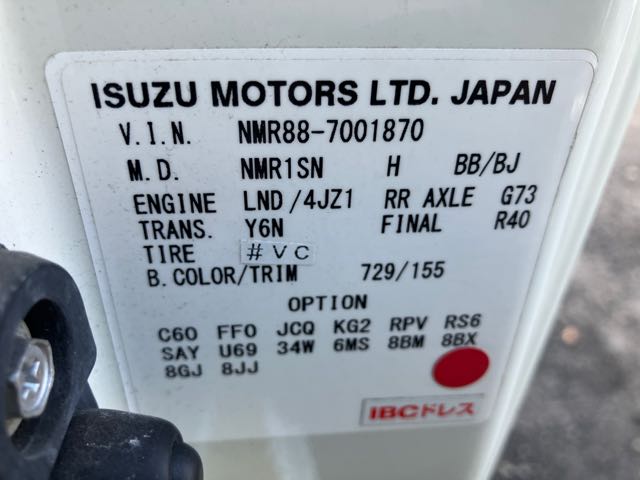 ISUZU MOTORS LTD. JAPAN
V.I.N. NMR88-7001870
M.D. NMR1SN H BB/BJ
ENGINE LND/4JZ1 RR AXLE G73
TRANS. Y6N FINAL R40
TIRE #VC
B.COLOR/TRIM 729/155
OPTION
C60 FF0 JCQ KG2 RPV RS6
SAY U69 34W 6MS 8BM 8BX
8GJ 8JJ
IBCドレス